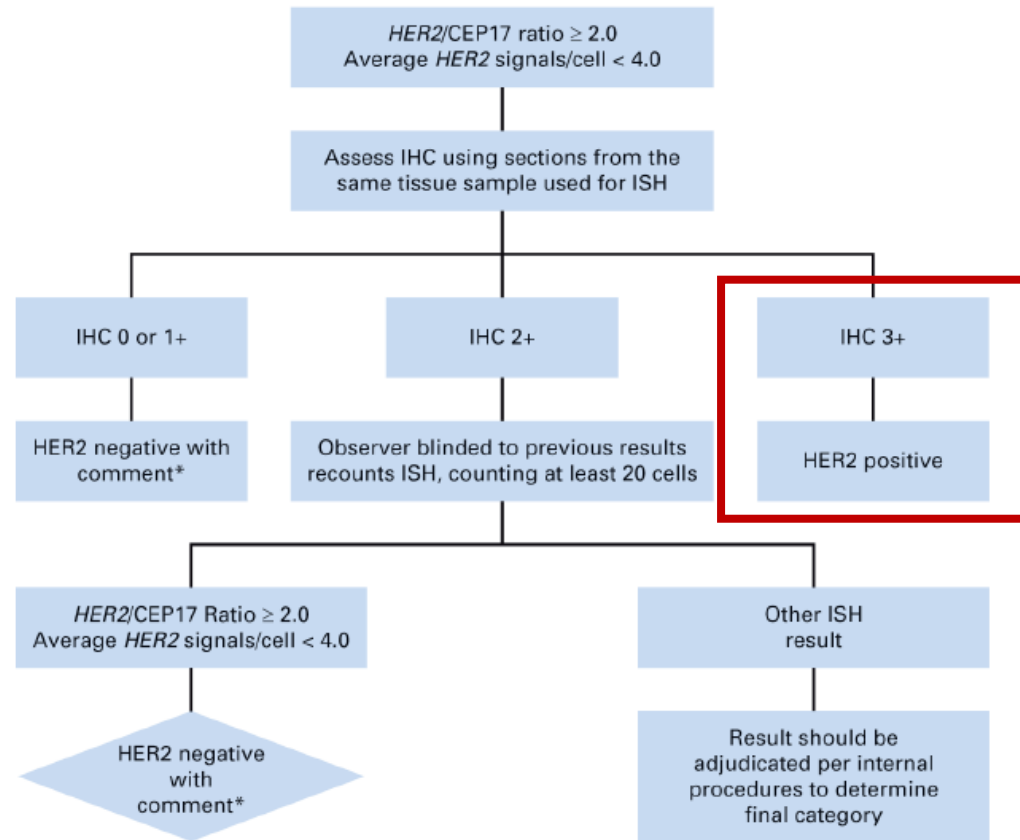 HER2/CEP17 ratio ≥ 2.0
Average HER2 signals/cell < 4.0
Assess IHC using sections from the
same tissue sample used for ISH
IHC 0 or 1+
IHC 2+
IHC 3+
HER2 negative with
comment*
Observer blinded to previous results
recounts ISH, counting at least 20 cells
HER2 positive
HER2/CEP17 Ratio ≥ 2.0
Average HER2 signals/cell < 4.0
Other ISH
result
HER2 negative
with
comment*
Result should be
adjudicated per internal
procedures to determine
final category